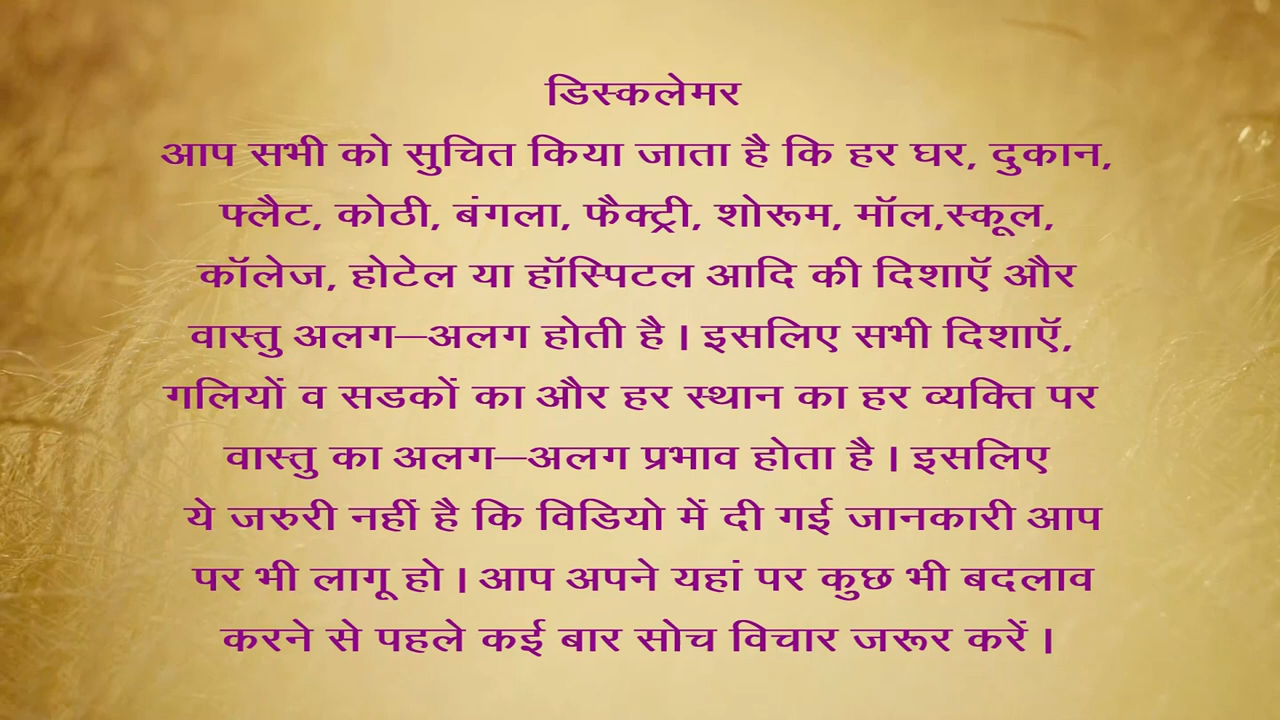 डिस्कलेमर
आप सभी को सुचित किया जाता है कि हर घर, दुकान,
फ्लैट, कोठी, बंगला, फैक्ट्री, शोरूम, मॉल,स्कूल,
कॉलेज, होटेल या हॉस्पिटल आदि की दिशाऍ और
वास्तु अलग–अलग होती है । इसलिए सभी दिशाऍ,
गलियों व सडकों का और हर स्थान का हर व्यक्ति पर
वास्तु का अलग–अलग प्रभाव होता है । इसलिए
ये जरुरी नहीं है कि विडियो में दी गई जानकारी आप
पर भी लागू हो । आप अपने यहां पर कुछ भी बदलाव
करने से पहले कई बार सोच विचार जरूर करें ।